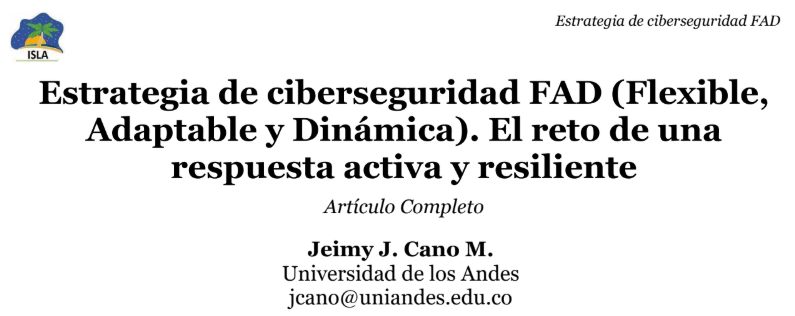 ISLA
Estrategia de ciberseguridad FAD
Estrategia de ciberseguridad FAD (Flexible,
Adaptable y Dinámica). El reto de una
respuesta activa y resiliente
Artículo Completo
Jeimy J. Cano M.
Universidad de los Andes
jcano@uniandes.edu.co